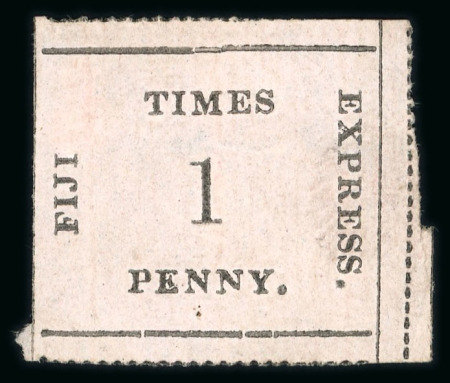 FIJI
TIMES
EXPRESS.
1
PENNY.